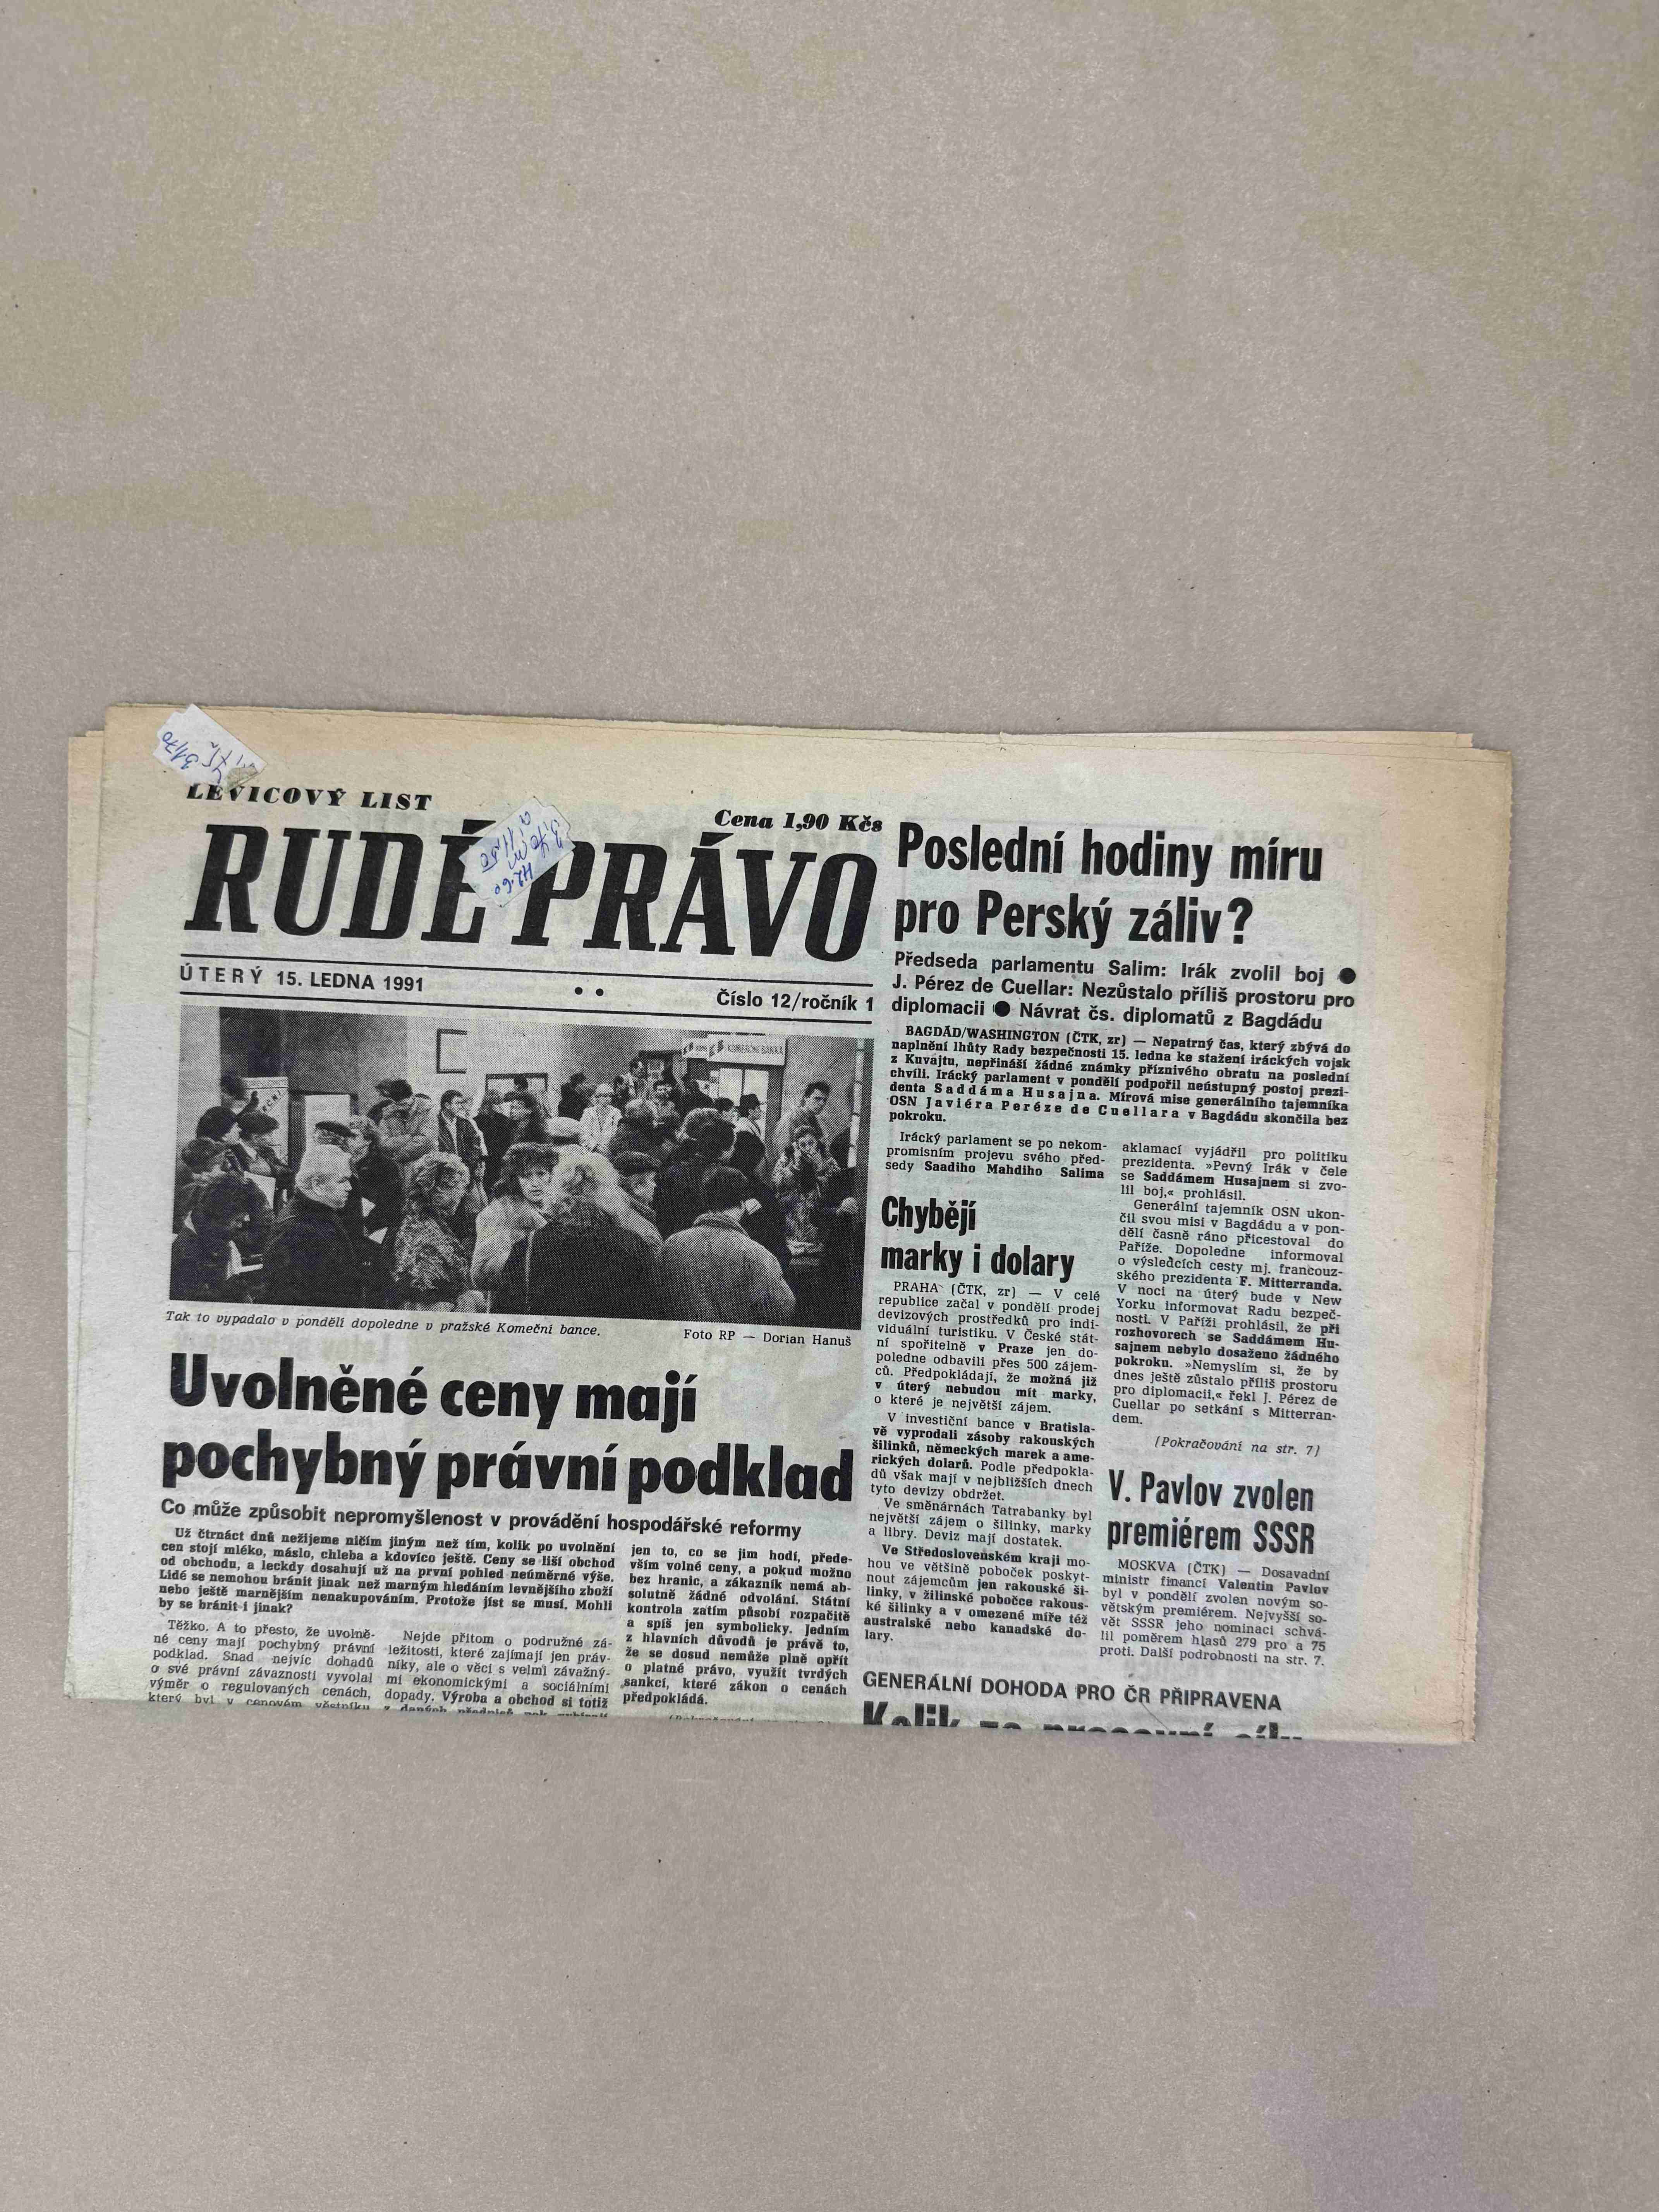 LEVICOVÝ LIST
Cena 1,90 Kčs
RUDÉ PRÁVO
ÚTERÝ 15. LEDNA 1991
Číslo 12/ročník 1
KOMERČNÍ BANKA
Tak to vypadalo v pondělí dopoledne v pražské Komeční bance.
Foto RP — Dorian Hanuš
Uvolněné ceny mají
pochybný právní podklad
Co může způsobit nepromyšlenost v provádění hospodářské reformy
Už čtrnáct dnů nežijeme ničím jiným než tím, kolik po uvolnění
cen stojí mléko, máslo, chleba a kdovíco ještě. Ceny se liší obchod
od obchodu, a leckdy dosahují už na první pohled neúměrné výše.
Lidé se nemohou bránit jinak než marným hledáním levnějšího zboží
nebo ještě marnějším nenakupováním. Protože jíst se musí. Mohli
by se bránit i jinak?
Těžko. A to přesto, že uvolně-
né ceny mají pochybný právní
podklad. Snad nejvíc dohadů
o své právní závaznosti vyvolal
výměr o regulovaných cenách,
který byl v cenovém věstníku
Nejde přitom o podružné zá-
ležitosti, které zajímají jen práv-
níky, ale o věci s velmi závažný-
mi ekonomickými a sociálními
dopady. Výroba a obchod si totiž
z daných předpisů
jen to, co se jim hodí, přede-
vším volné ceny, a pokud možno
bez hranic, a zákazník nemá ab-
solutně žádné odvolání. Státní
kontrola zatím působí rozpačitě
a spíš jen symbolicky. Jedním
z hlavních důvodů je právě to,
že se dosud nemůže plně opřít
o platné právo, využít tvrdých
sankcí, které zákon o cenách
předpokládá.
Poslední hodiny míru
pro Perský záliv?
Předseda parlamentu Salim: Irák zvolil boj ●
J. Pérez de Cuellar: Nezůstalo příliš prostoru pro
diplomacii ● Návrat čs. diplomatů z Bagdádu
BAGDÁD/WASHINGTON (ČTK, zr) — Nepatrný čas, který zbývá do
naplnění lhůty Rady bezpečnosti 15. ledna ke stažení iráckých vojsk
z Kuvajtu, nepřináší žádné známky příznivého obratu na poslední
chvíli. Irácký parlament v pondělí podpořil neústupný postoj prezi-
denta Saddáma Husajna. Mírová mise generálního tajemníka
OSN Javiéra Peréze de Cuellara v Bagdádu skončila bez
pokroku.
Irácký parlament se po nekom-
promisním projevu svého před-
sedy Saadiho Mahdiho Salima
aklamací vyjádřil pro politiku
prezidenta. »Pevný Irák v čele
se Saddámem Husajnem si zvo-
lil boj,« prohlásil.
Generální tajemník OSN ukon-
čil svou misi v Bagdádu a v pon-
dělí časně ráno přicestoval do
Paříže. Dopoledne informoval
o výsledcích cesty mj. francouz-
ského prezidenta F. Mitterranda.
V noci na úterý bude v New
Yorku informovat Radu bezpeč-
nosti. V Paříži prohlásil, že při
rozhovorech se Saddámem Hu-
sajnem nebylo dosaženo žádného
pokroku. »Nemyslím si, že by
dnes ještě zůstalo příliš prostoru
pro diplomacii,« řekl J. Pérez de
Cuellar po setkání s Mitterran-
dem.
(Pokračování na str. 7)
Chybějí
marky i dolary
PRAHA (ČTK, zr) — V celé
republice začal v pondělí prodej
devizových prostředků pro indi-
viduální turistiku. V České stát-
ní spořitelně v Praze jen do-
poledne odbavili přes 500 zájem-
ců. Předpokládají, že možná již
v úterý nebudou mít marky,
o které je největší zájem.
V investiční bance v Bratisla-
vě vyprodali zásoby rakouských
šilinků, německých marek a ame-
rických dolarů. Podle předpokla-
dů však mají v nejbližších dnech
tyto devizy obdržet.
Ve směnárnách Tatrabanky byl
největší zájem o šilinky, marky
a libry. Deviz mají dostatek.
Ve Středoslovenském kraji mo-
hou ve většině poboček poskyt-
nout zájemcům jen rakouské ši-
linky, v žilinské pobočce rakous-
ké šilinky a v omezené míře též
australské nebo kanadské do-
lary.
V. Pavlov zvolen
premiérem SSSR
MOSKVA (ČTK) — Dosavadní
ministr financí Valentin Pavlov
byl v pondělí zvolen novým so-
větským premiérem. Nejvyšší so-
vět SSSR jeho nominaci schvá-
lil poměrem hlasů 279 pro a 75
proti. Další podrobnosti na str. 7.
GENERÁLNÍ DOHODA PRO ČR PŘIPRAVENA
Kolik za pracovní sílu